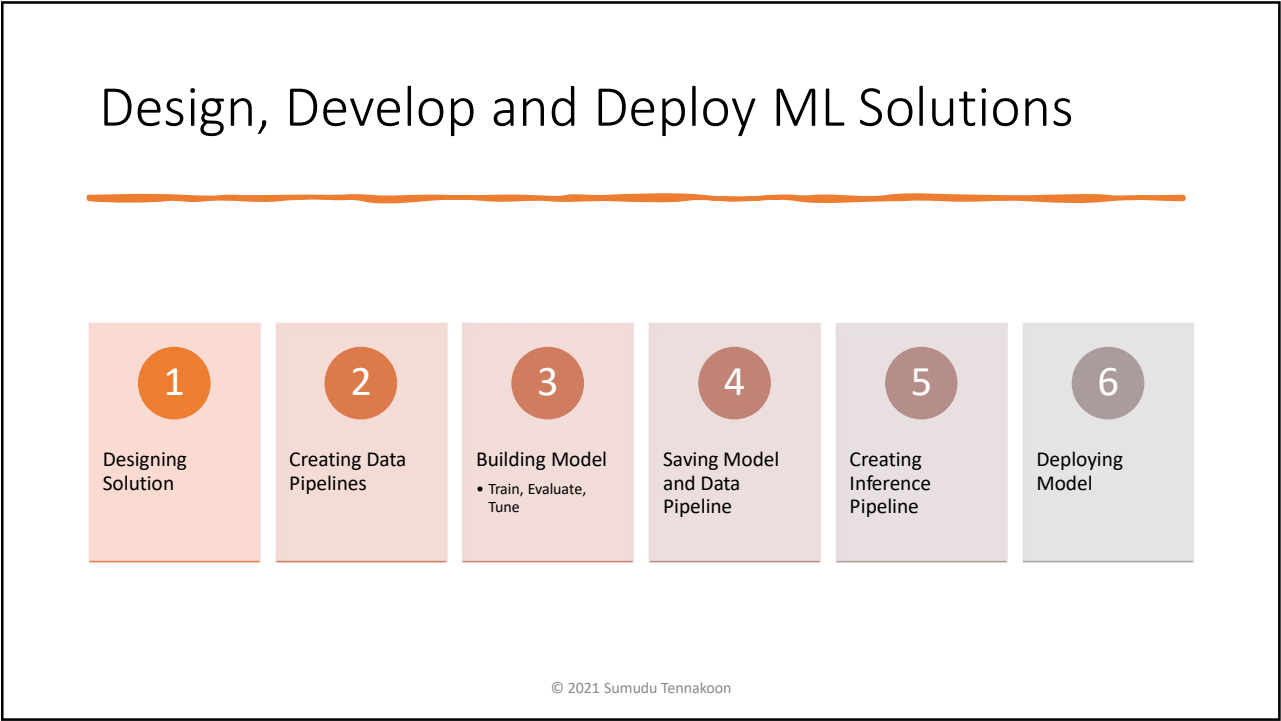 Design, Develop and Deploy ML Solutions
1
Designing
Solution
2
Creating Data
Pipelines
3
Building Model
• Train, Evaluate,
Tune
4
Saving Model
and Data
Pipeline
5
Creating
Inference
Pipeline
6
Deploying
Model
© 2021 Sumudu Tennakoon